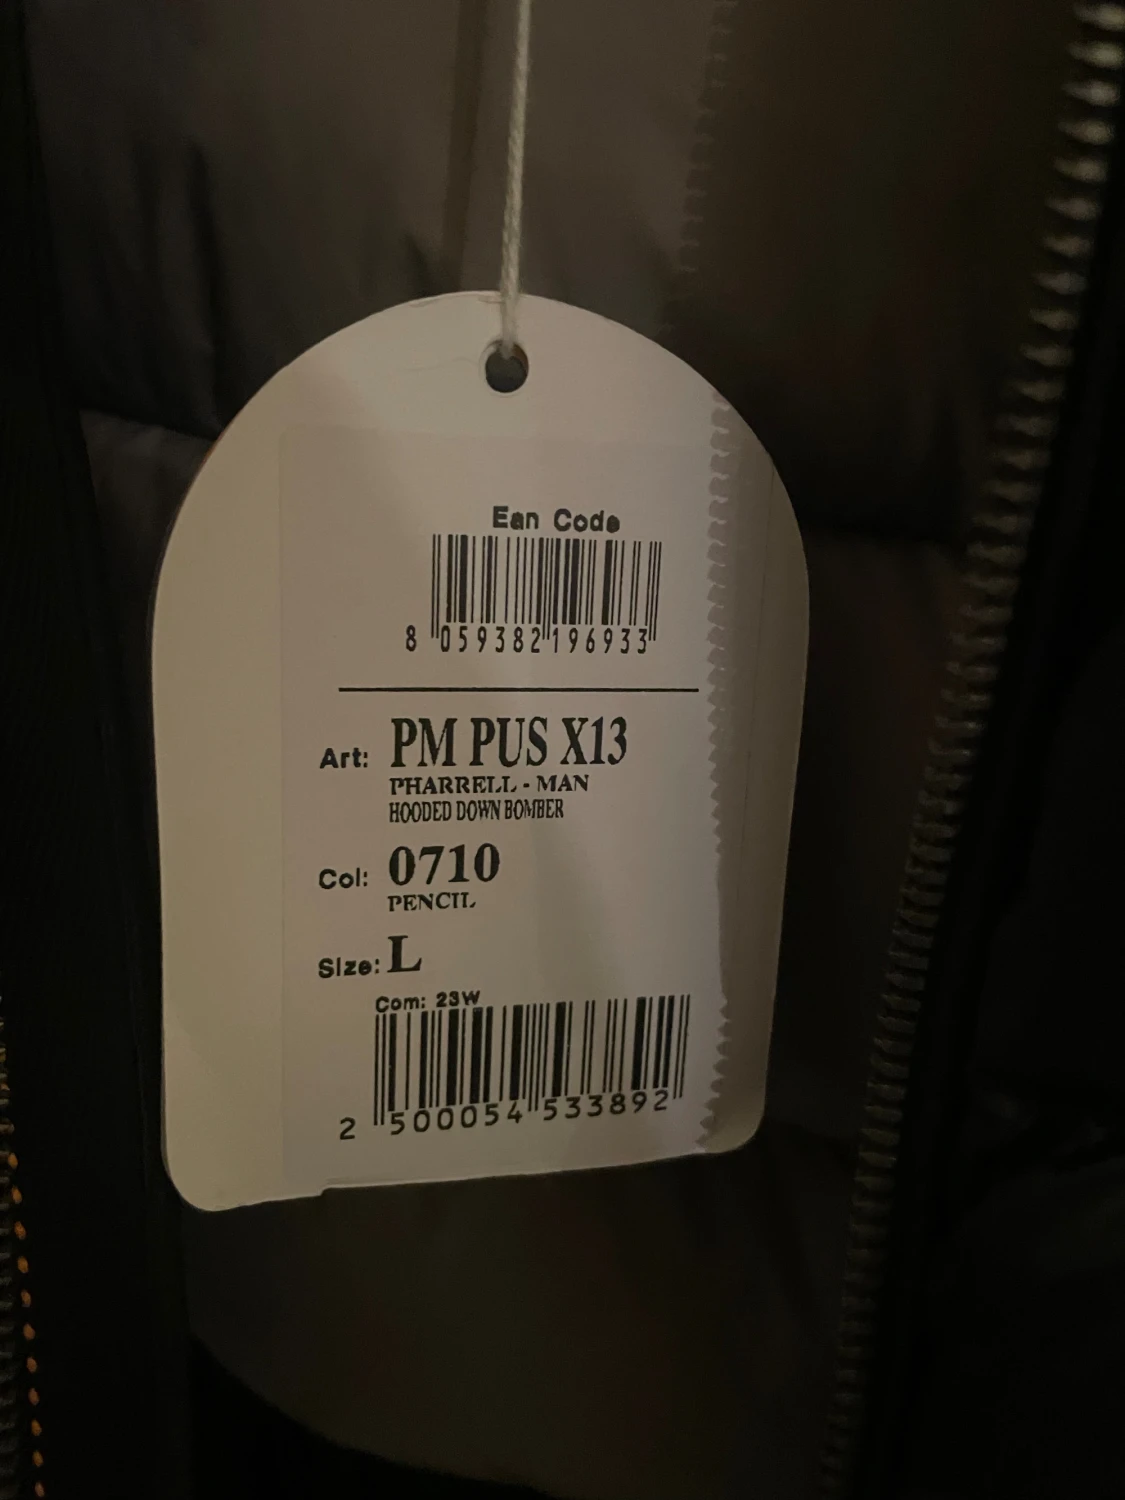 Ean Code
8 059382 196933
Art: PM PUS X13
PHARRELL - MAN
HOODED DOWN BOMBER
Col: 0710
PENCIL
Size: L
Com: 23W
2 500054 533892